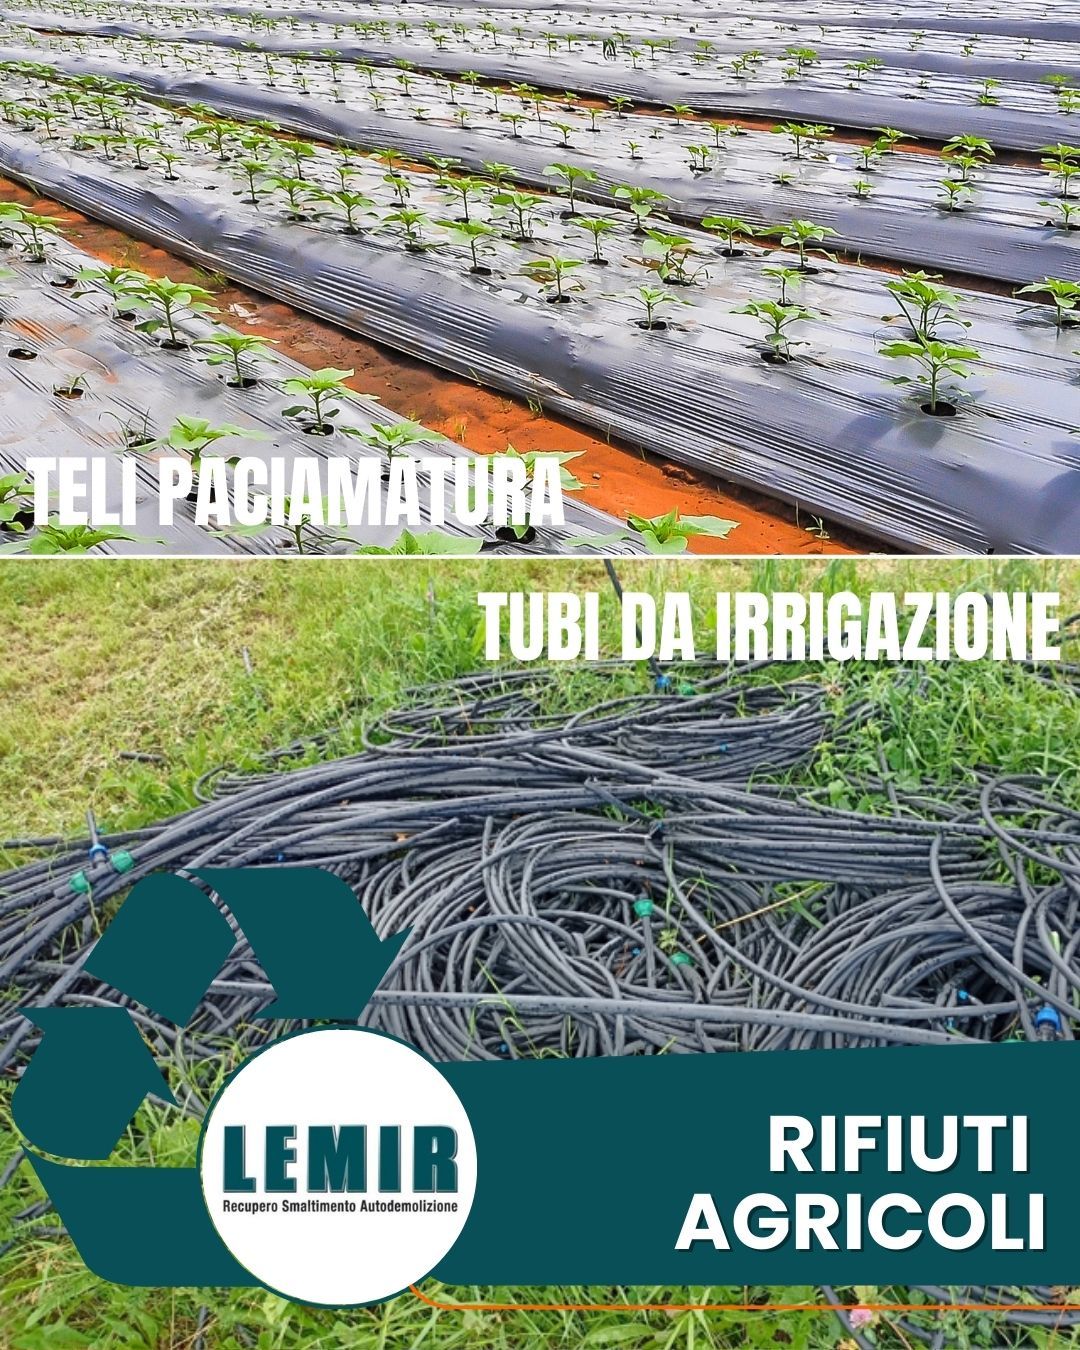 TELI PACIAMATURA
TUBI DA IRRIGAZIONE
LEMIR
Recupero Smaltimento Autodemolizione
RIFIUTI
AGRICOLI